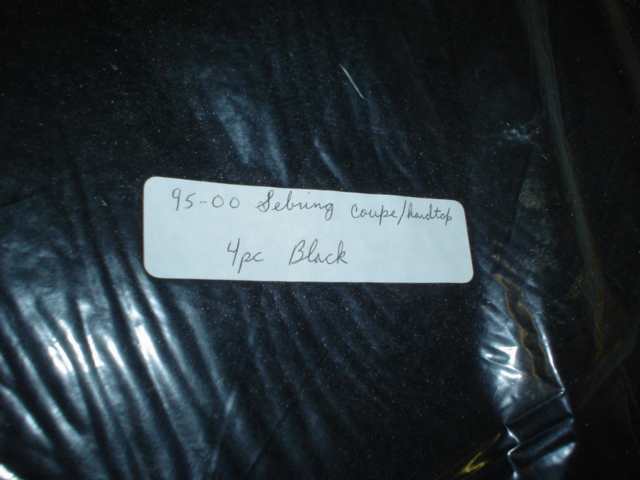 95-00 Sebring coupe/hardtop
4pc Black